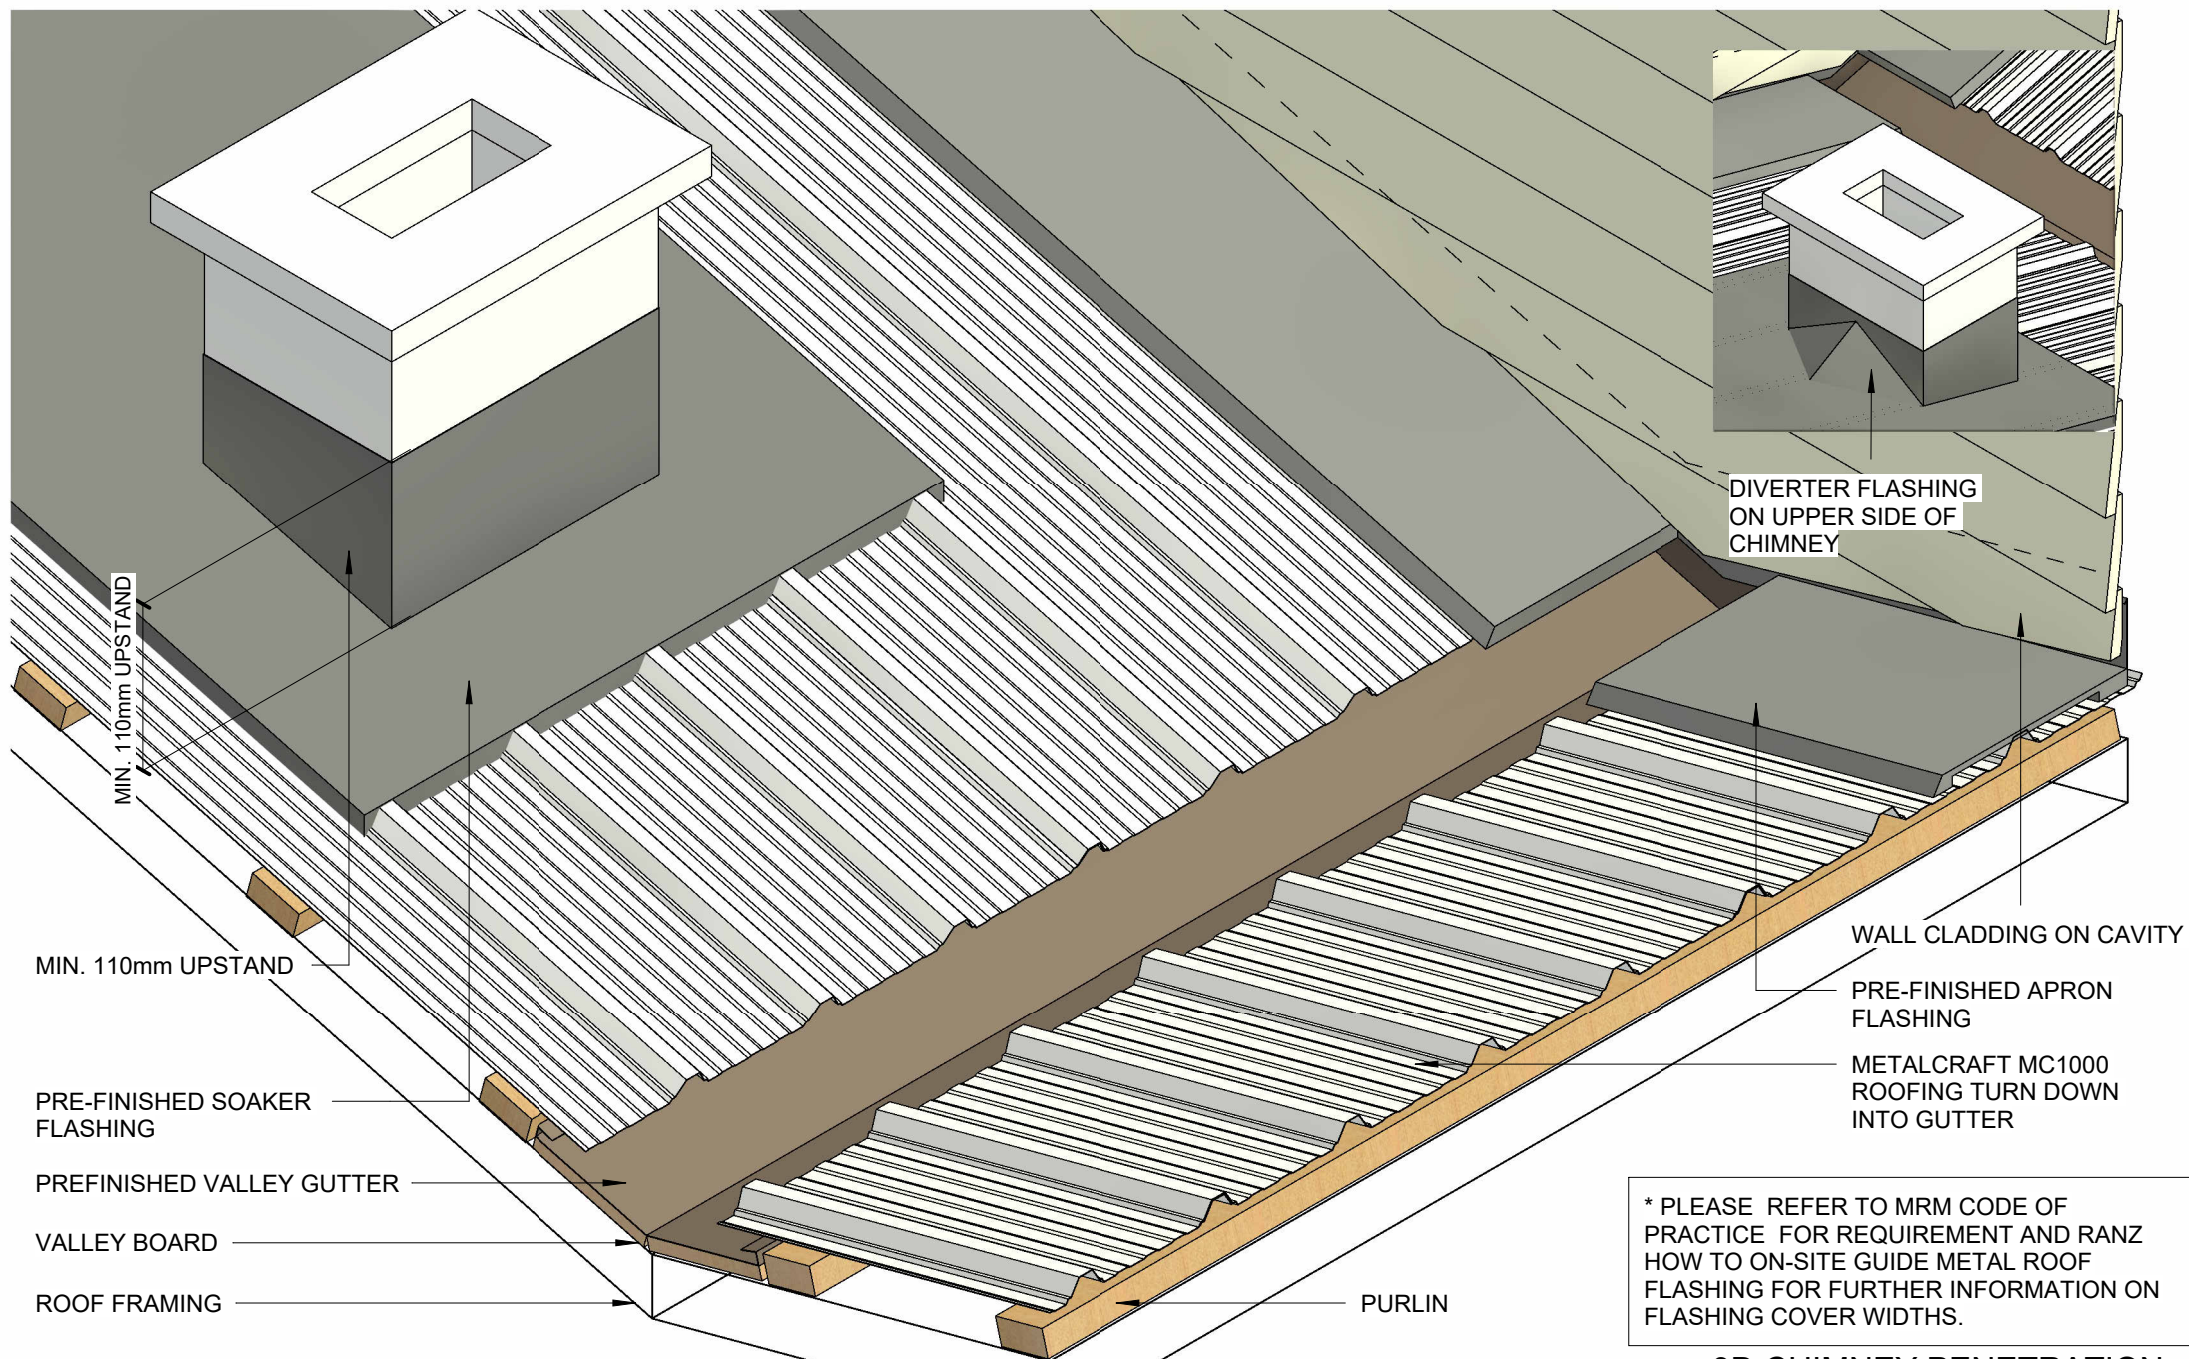 DIVERTER FLASHING
ON UPPER SIDE OF
CHIMNEY
MIN. 110mm UPSTAND
MIN. 110mm UPSTAND
PRE-FINISHED SOAKER
FLASHING
PREFINISHED VALLEY GUTTER
VALLEY BOARD
ROOF FRAMING
PURLIN
WALL CLADDING ON CAVITY
PRE-FINISHED APRON
FLASHING
METALCRAFT MC1000
ROOFING TURN DOWN
INTO GUTTER
* PLEASE REFER TO MRM CODE OF
PRACTICE FOR REQUIREMENT AND RANZ
HOW TO ON-SITE GUIDE METAL ROOF
FLASHING FOR FURTHER INFORMATION ON
FLASHING COVER WIDTHS.
3D CHIMNEY PENETRATION